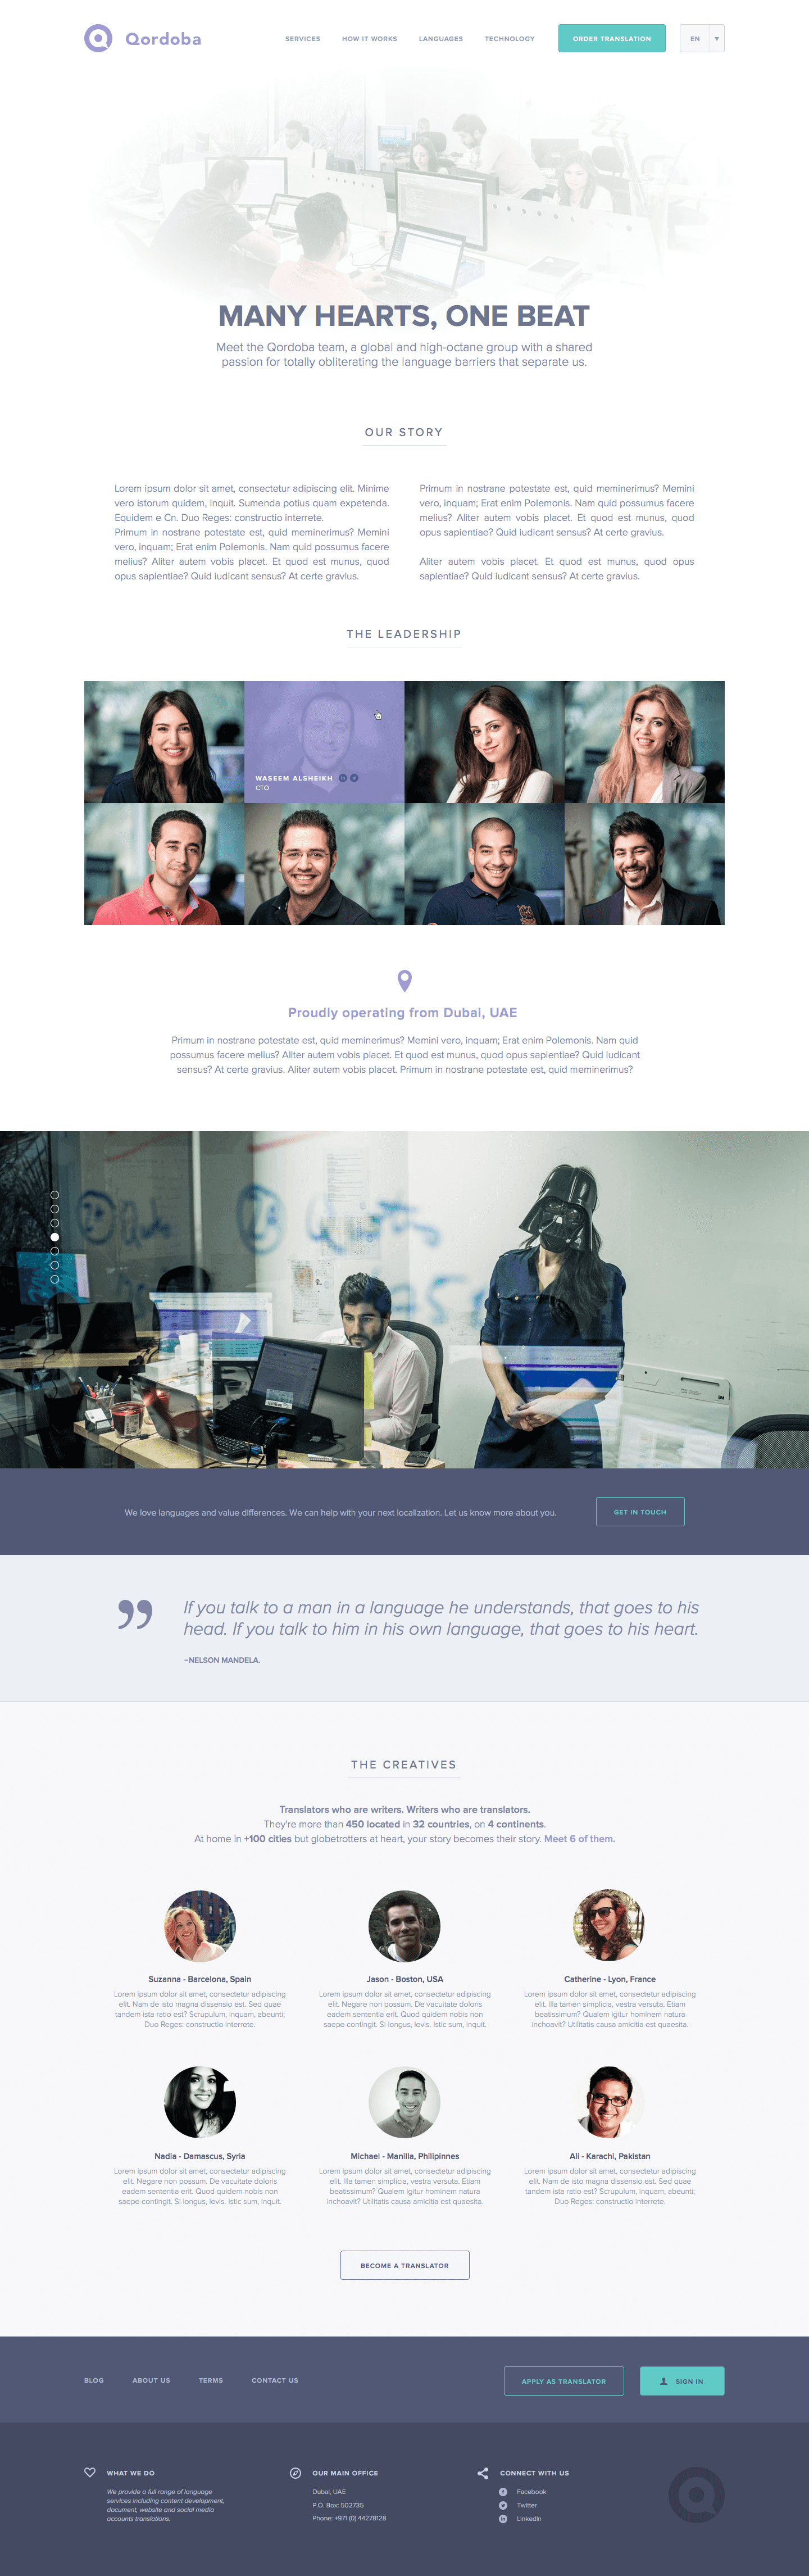 Qordoba
SERVICES
HOW IT WORKS
LANGUAGES
TECHNOLOGY
ORDER TRANSLATION
EN
MANY HEARTS, ONE BEAT
Meet the Qordoba team, a global and high-octane group with a shared
passion for totally obliterating the language barriers that separate us.
OUR STORY
Lorem ipsum dolor sit amet, consectetur adipiscing elit. Minime
vero istorum quidem, inquit. Sumenda potius quam expetenda.
Equidem e Cn. Duo Reges: constructio interrete.
Primum in nostrane potestate est, quid meminerimus? Memini
vero, inquam; Erat enim Polemonis. Nam quid possumus facere
melius? Aliter autem vobis placet. Et quod est munus, quod
opus sapientiae? Quid iudicant sensus? At certe gravius.
Primum in nostrane potestate est, quid meminerimus? Memini
vero, inquam; Erat enim Polemonis. Nam quid possumus facere
melius? Aliter autem vobis placet. Et quod est munus, quod
opus sapientiae? Quid iudicant sensus? At certe gravius.
Aliter autem vobis placet. Et quod est munus, quod opus
sapientiae? Quid iudicant sensus? At certe gravius.
THE LEADERSHIP
WASEEM ALSHEIKH
CTO
Proudly operating from Dubai, UAE
Primum in nostrane potestate est, quid meminerimus? Memini vero, inquam; Erat enim Polemonis. Nam quid
possumus facere melius? Aliter autem vobis placet. Et quod est munus, quod opus sapientiae? Quid iudicant
sensus? At certe gravius. Aliter autem vobis placet. Primum in nostrane potestate est, quid meminerimus?
We love languages and value differences. We can help with your next localization. Let us know more about you.
GET IN TOUCH
” If you talk to a man in a language he understands, that goes to his
head. If you talk to him in his own language, that goes to his heart.
–NELSON MANDELA.
THE CREATIVES
Translators who are writers. Writers who are translators.
They're more than 450 located in 32 countries, on 4 continents.
At home in +100 cities but globetrotters at heart, your story becomes their story. Meet 6 of them.
Suzanna - Barcelona, Spain
Lorem ipsum dolor sit amet, consectetur adipiscing
elit. Nam de isto magna dissensio est. Sed quae
tandem ista ratio est? Scrupulum, inquam, abeunti;
Duo Reges: constructio interrete.
Jason - Boston, USA
Lorem ipsum dolor sit amet, consectetur adipiscing
elit. Negare non possum. De vacuitate doloris
eadem sententia erit. Quod quidem nobis non
saepe contingit. Si longus, levis. Istic sum, inquit.
Catherine - Lyon, France
Lorem ipsum dolor sit amet, consectetur adipiscing
elit. Illa tamen simplicia, vestra versuta. Etiam
beatissimum? Qualem igitur hominem natura
inchoavit? Utilitatis causa amicitia est quaesita.
Nadia - Damascus, Syria
Lorem ipsum dolor sit amet, consectetur adipiscing
elit. Negare non possum. De vacuitate doloris
eadem sententia erit. Quod quidem nobis non
saepe contingit. Si longus, levis. Istic sum, inquit.
Michael - Manilla, Philipinnes
Lorem ipsum dolor sit amet, consectetur adipiscing
elit. Illa tamen simplicia, vestra versuta. Etiam
beatissimum? Qualem igitur hominem natura
inchoavit? Utilitatis causa amicitia est quaesita.
Ali - Karachi, Pakistan
Lorem ipsum dolor sit amet, consectetur adipiscing
elit. Nam de isto magna dissensio est. Sed quae
tandem ista ratio est? Scrupulum, inquam, abeunti;
Duo Reges: constructio interrete.
BECOME A TRANSLATOR
BLOG
ABOUT US
TERMS
CONTACT US
APPLY AS TRANSLATOR
SIGN IN
WHAT WE DO
We provide a full range of language
services including content development,
document, website and social media
accounts translations.
OUR MAIN OFFICE
Dubai, UAE
P.O. Box: 502735
Phone: +971 (0) 44278128
CONNECT WITH US
Facebook
Twitter
LinkedIn